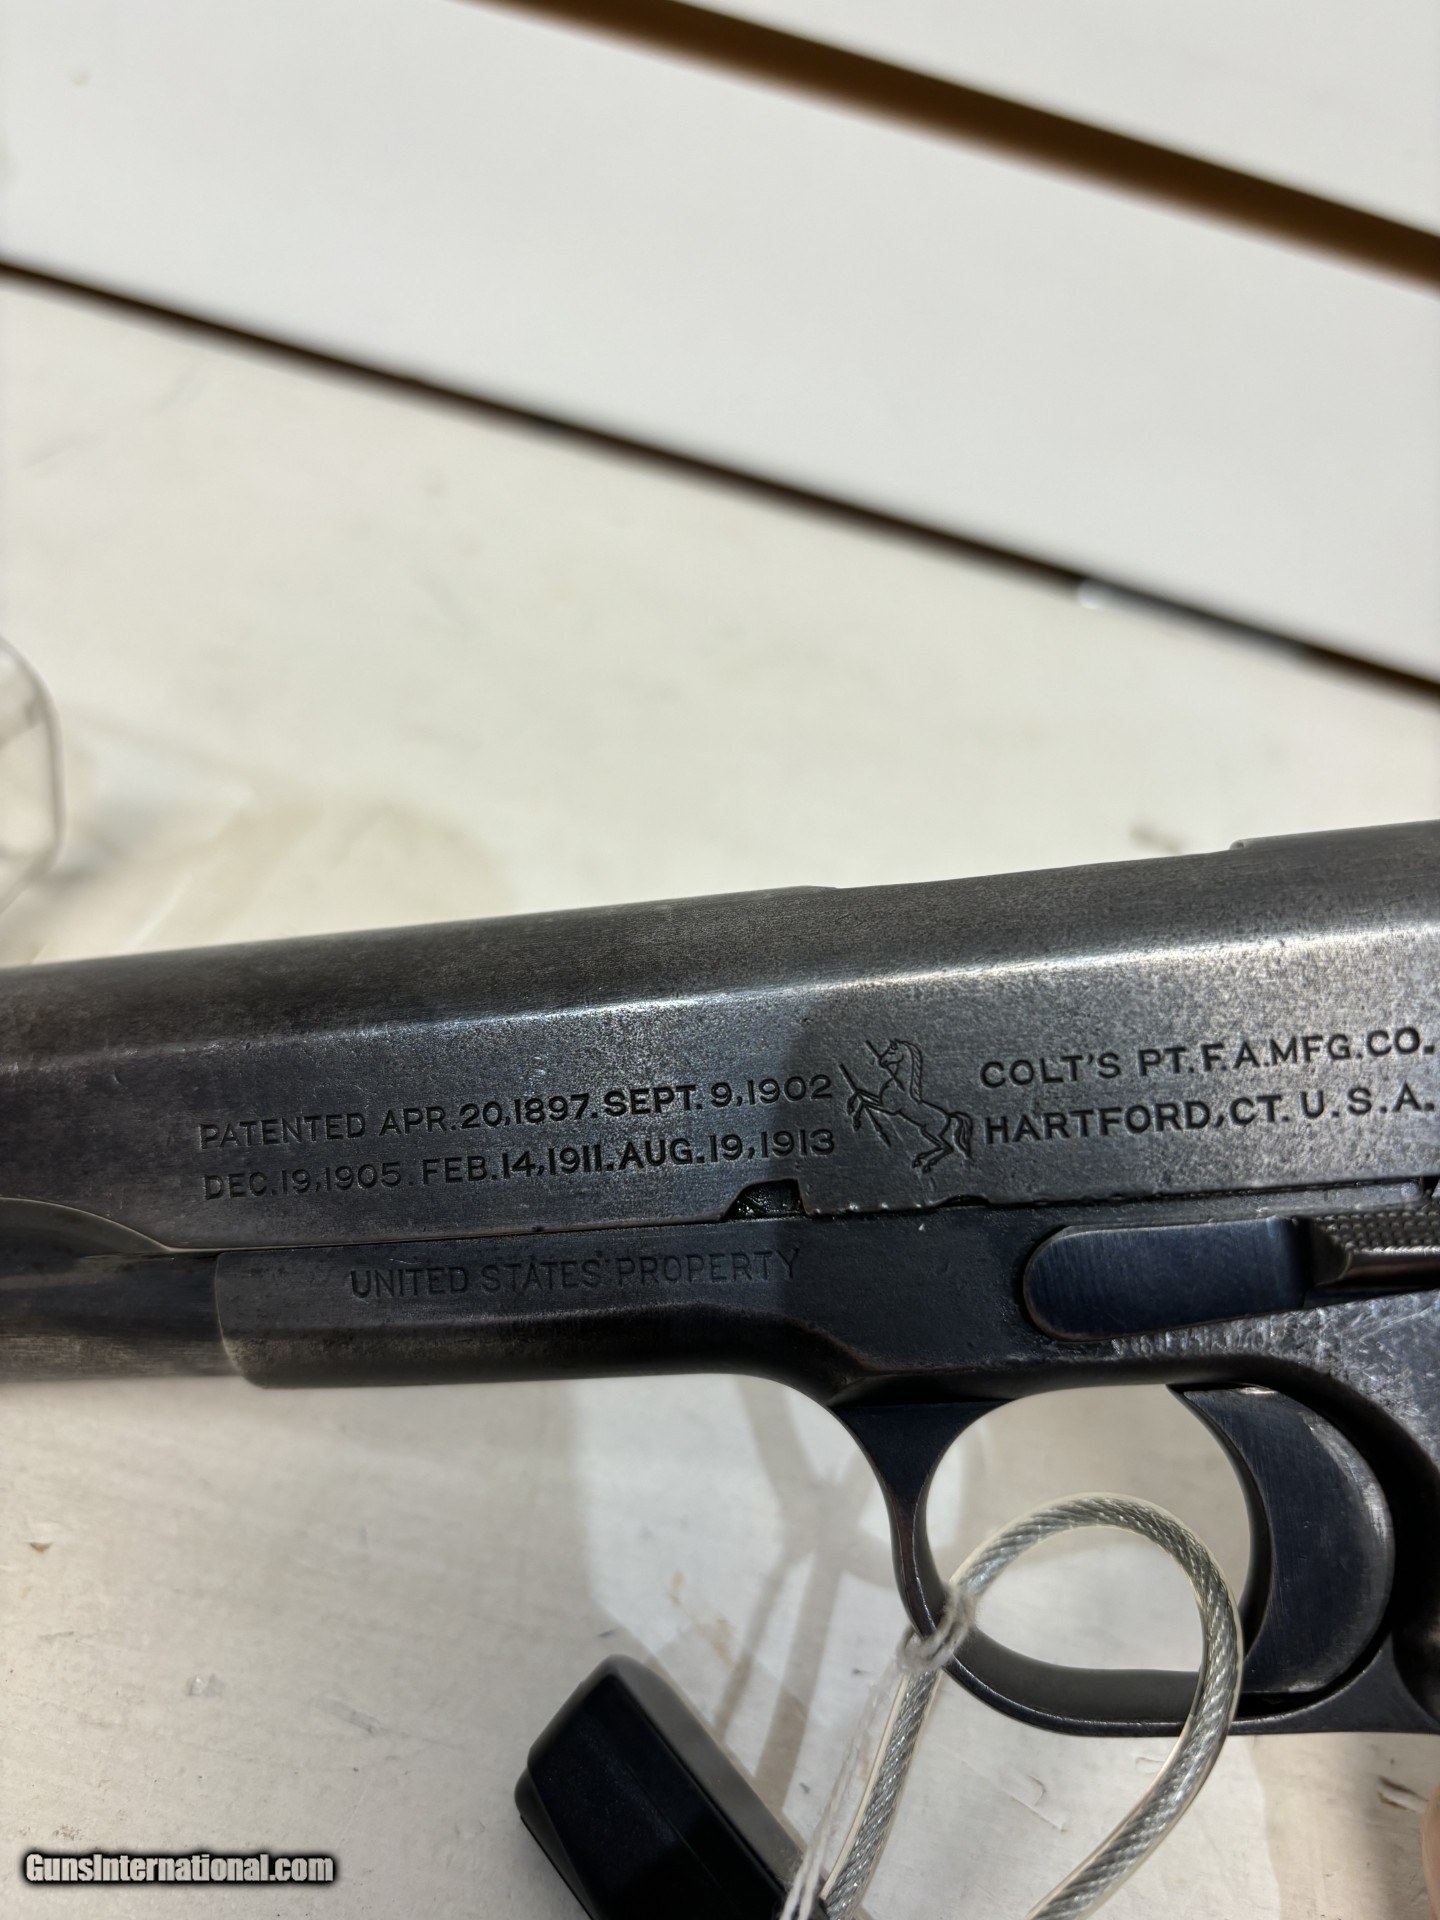 PATENTED APR.20,1897.SEPT.9,1902
DEC.19,1905.FEB.14,1911.AUG.19,1913
COLT'S PT.F.A.MFG.CO.
HARTFORD,CT.U.S.A.
UNITED STATES PROPERTY
GunsInternational.com